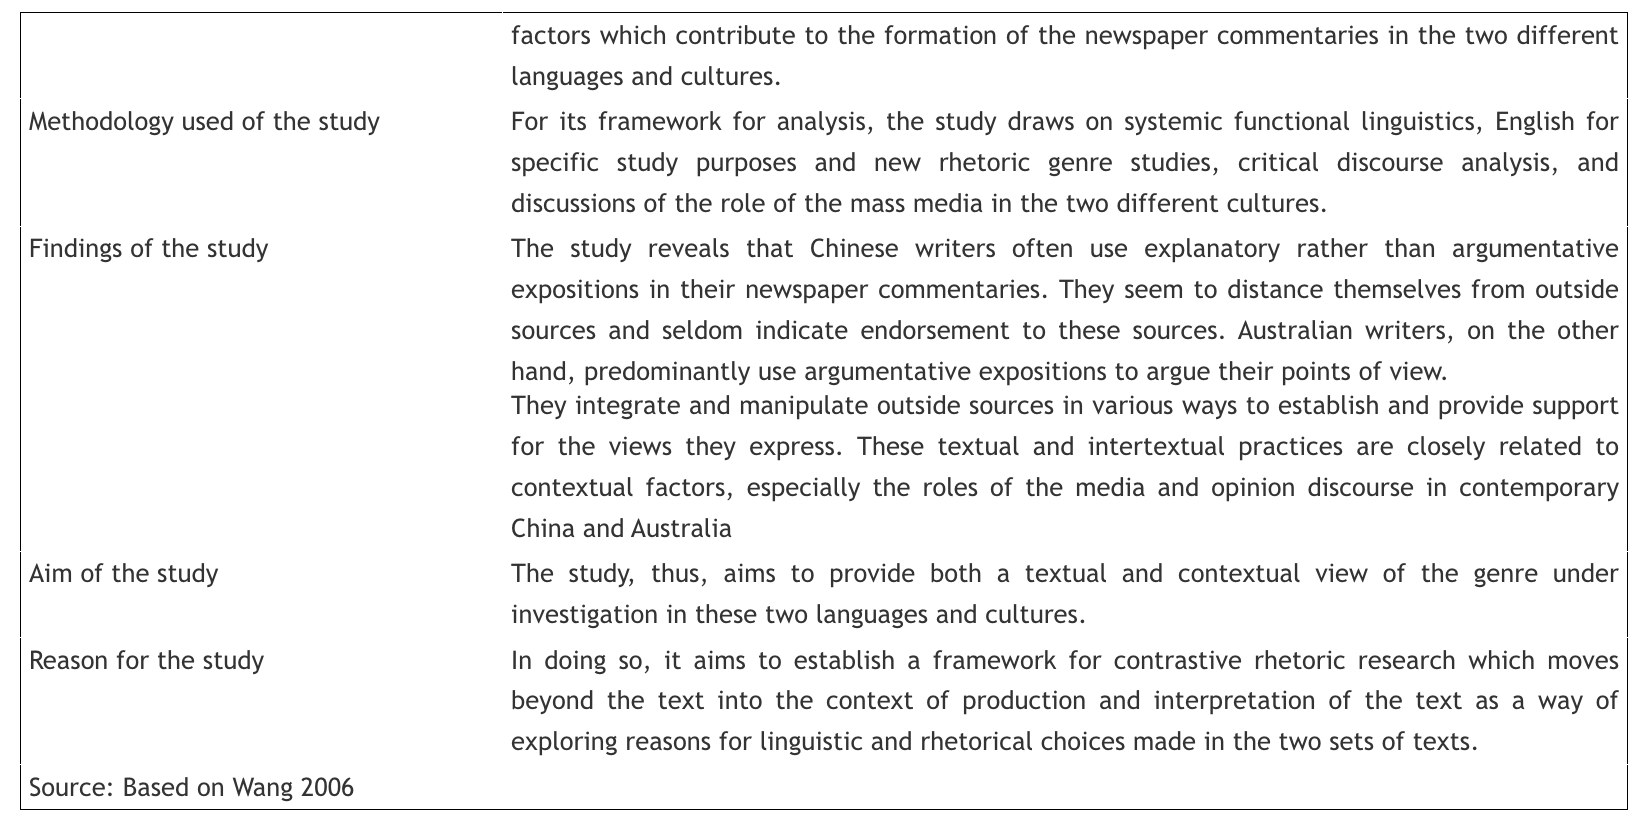 factors which contribute to the formation of the newspaper commentaries in the two different
languages and cultures.
Methodology used of the study
For its framework for analysis, the study draws on systemic functional linguistics, English for
specific study purposes and new rhetoric genre studies, critical discourse analysis, and
discussions of the role of the mass media in the two different cultures.
Findings of the study
The study reveals that Chinese writers often use explanatory rather than argumentative
expositions in their newspaper commentaries. They seem to distance themselves from outside
sources and seldom indicate endorsement to these sources. Australian writers, on the other
hand, predominantly use argumentative expositions to argue their points of view.
They integrate and manipulate outside sources in various ways to establish and provide support
for the views they express. These textual and intertextual practices are closely related to
contextual factors, especially the roles of the media and opinion discourse in contemporary
China and Australia
Aim of the study
The study, thus, aims to provide both a textual and contextual view of the genre under
investigation in these two languages and cultures.
Reason for the study
In doing so, it aims to establish a framework for contrastive rhetoric research which moves
beyond the text into the context of production and interpretation of the text as a way of
exploring reasons for linguistic and rhetorical choices made in the two sets of texts.
Source: Based on Wang 2006